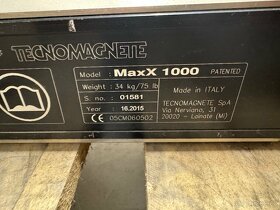 TECNOMAGNETE
Model : MaxX 1000 PATENTED
Weight : 34 kg/75 lb
S. no. : 01581
Year : 16.2015
05CM060502
Made in ITALY
TECNOMAGNETE SpA
Via Nerviano, 31
20020 - Lainate (Mi)